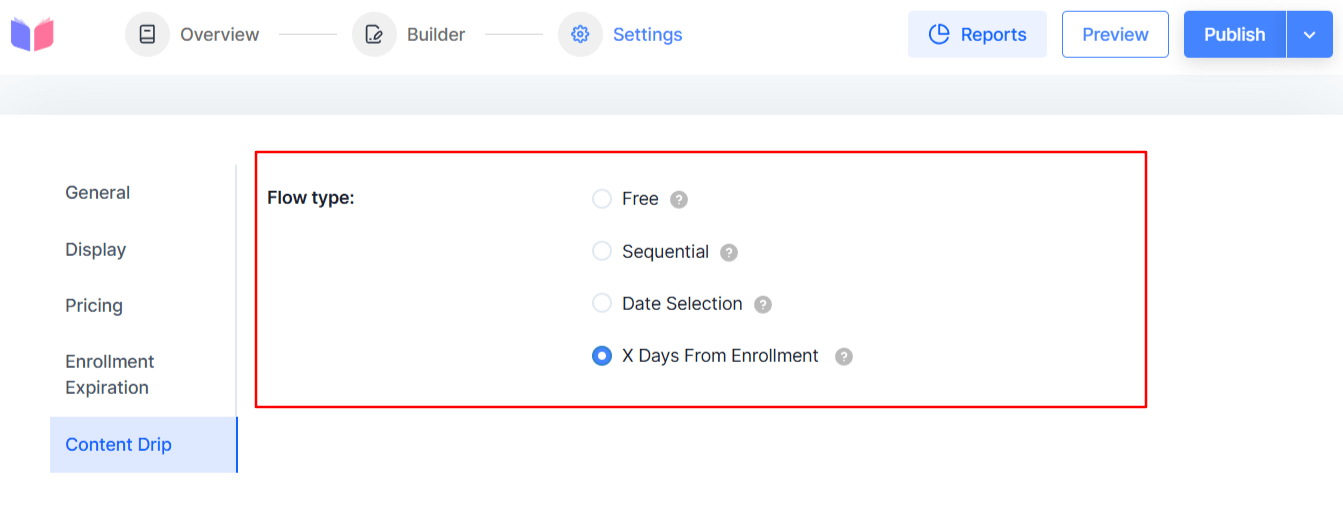 Overview
Builder
Settings
Reports
Preview
Publish
General
Display
Pricing
Enrollment
Expiration
Content Drip
Flow type:
Free ?
Sequential ?
Date Selection ?
X Days From Enrollment ?